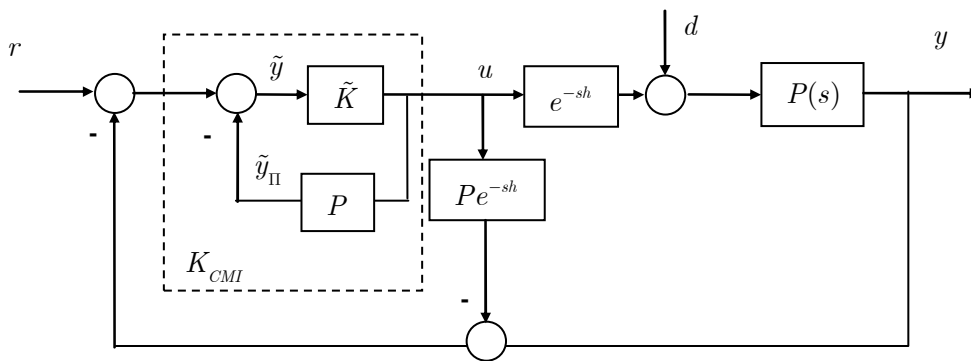 d
r
y
ỹ
u
K̃
e^{-sh}
P(s)
-
-
ỹ_Π
P
Pe^{-sh}
K_{CMI}
-